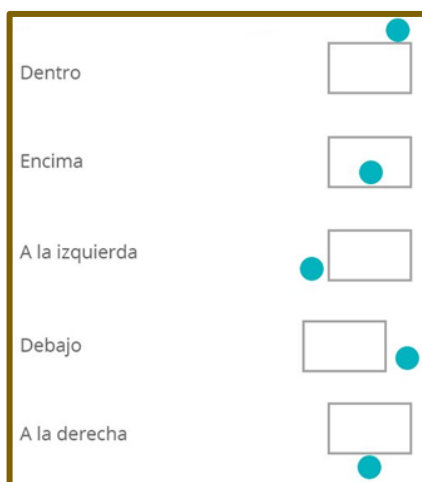 Dentro
Encima
A la izquierda
Debajo
A la derecha